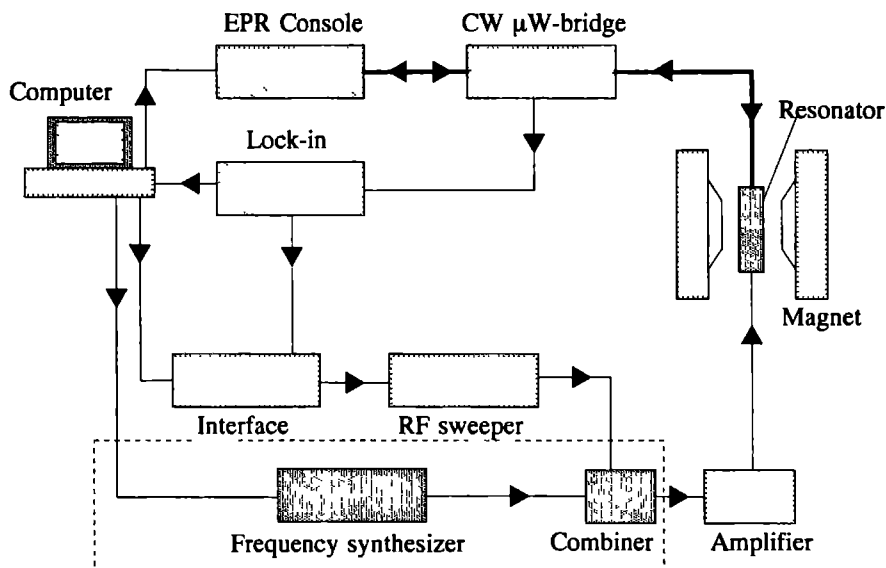 EPR Console
CW μW-bridge
Computer
Resonator
Lock-in
Magnet
Interface
RF sweeper
Frequency synthesizer
Combiner
Amplifier